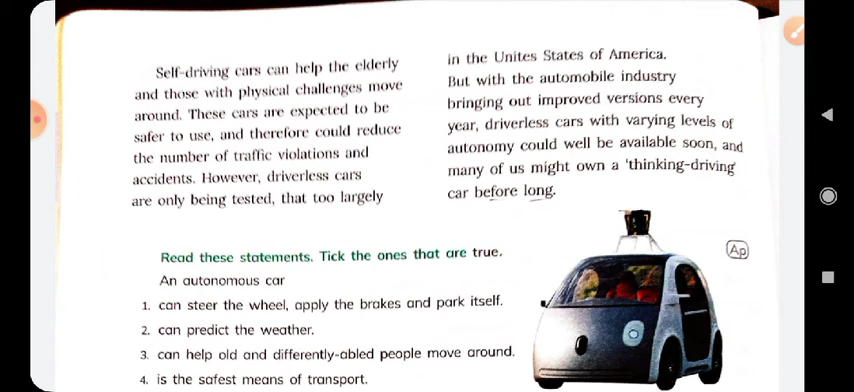 Self-driving cars can help the elderly
and those with physical challenges move
around. These cars are expected to be
safer to use, and therefore could reduce
the number of traffic violations and
accidents. However, driverless cars
are only being tested, that too largely
in the Unites States of America.
But with the automobile industry
bringing out improved versions every
year, driverless cars with varying levels of
autonomy could well be available soon, and
many of us might own a 'thinking-driving'
car before long.
Read these statements. Tick the ones that are true.
Ap
An autonomous car
1. can steer the wheel, apply the brakes and park itself.
2. can predict the weather.
3. can help old and differently-abled people move around.
4. is the safest means of transport.